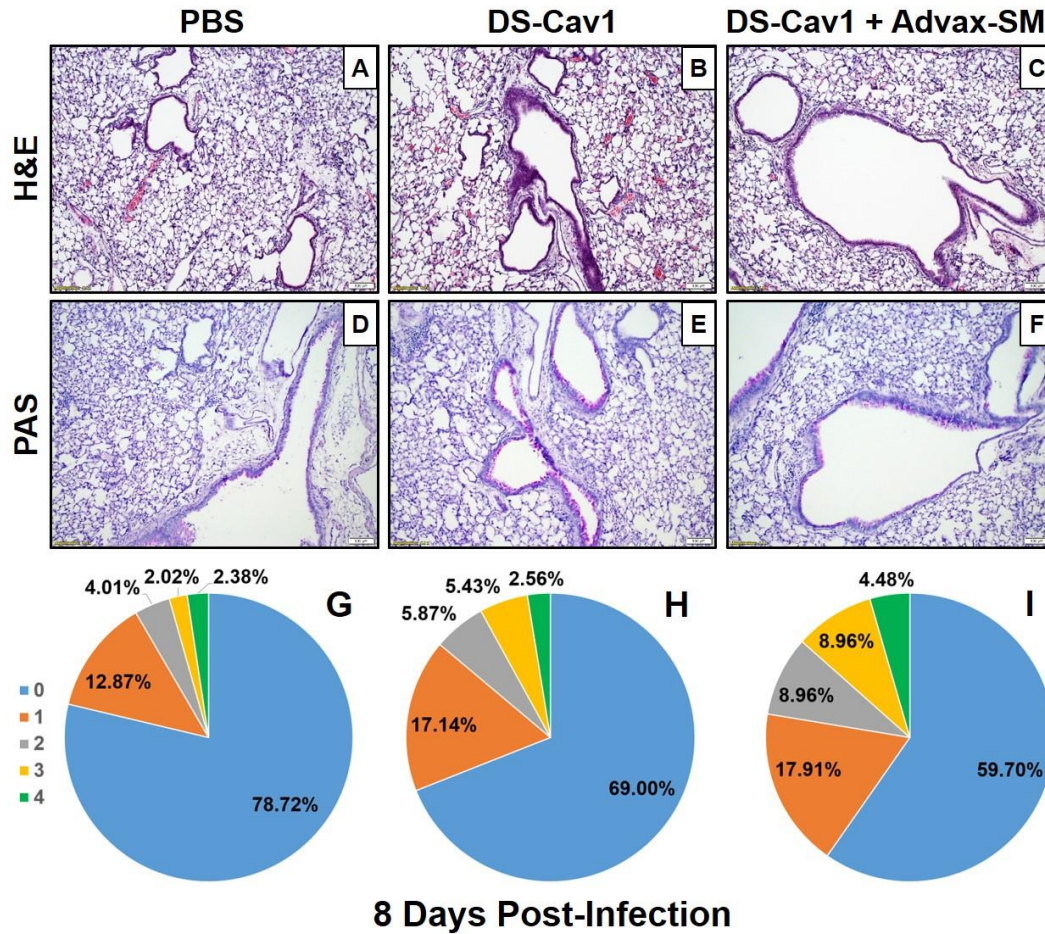 PBS
DS-Cav1
DS-Cav1 + Advax-SM
H&E
A
B
C
PAS
D
E
F
G
4.01%
2.02%
2.38%
12.87%
78.72%
H
5.87%
5.43%
2.56%
17.14%
69.00%
I
4.48%
8.96%
8.96%
17.91%
59.70%
0
1
2
3
4
8 Days Post-Infection